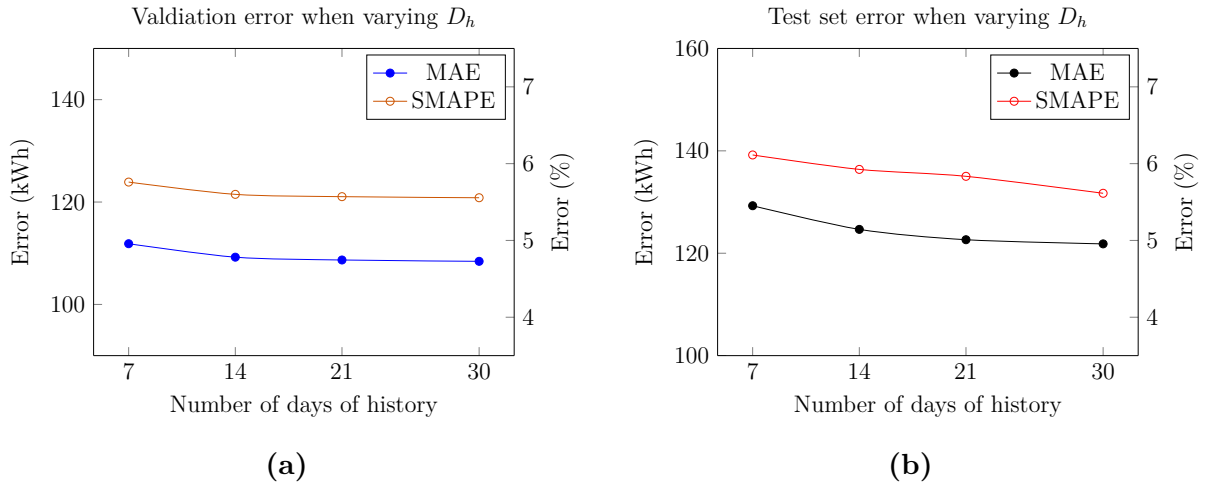 Valdiation error when varying D_h
MAE
SMAPE
140
120
100
Error (kWh)
7
6
5
4
Error (%)
7 14 21 30
Number of days of history
(a)
Test set error when varying D_h
MAE
SMAPE
160
140
120
100
Error (kWh)
7
6
5
4
Error (%)
7 14 21 30
Number of days of history
(b)